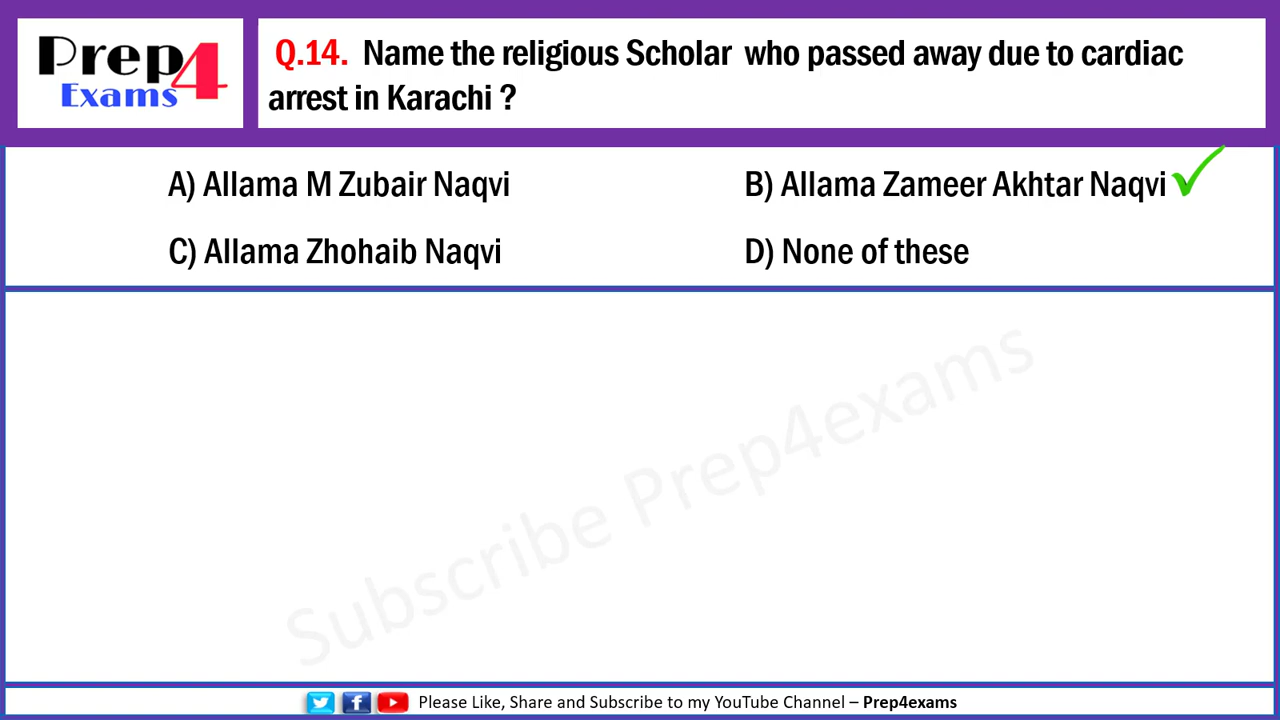 Prep4
Exams
Q.14. Name the religious Scholar who passed away due to cardiac
arrest in Karachi ?
A) Allama M Zubair Naqvi
B) Allama Zameer Akhtar Naqvi
C) Allama Zhohaib Naqvi
D) None of these
Subscribe Prep4exams
Please Like, Share and Subscribe to my YouTube Channel – Prep4exams